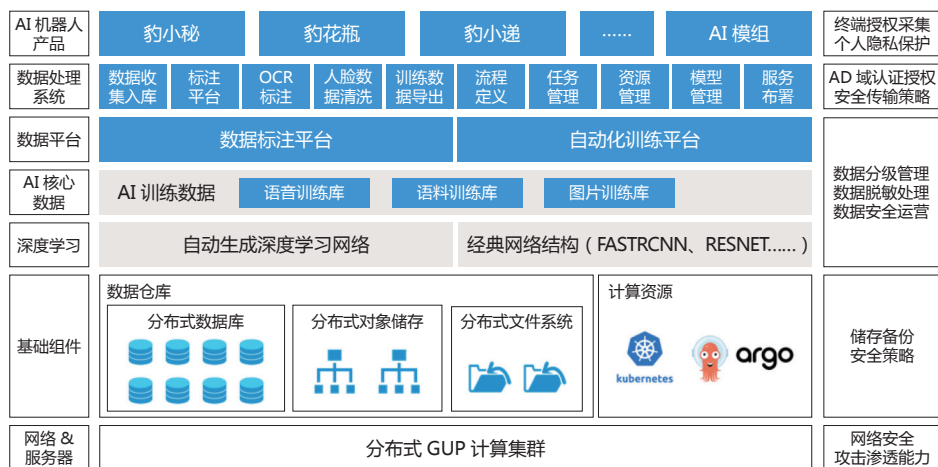 AI 机器人
产品
豹小秘
豹花瓶
豹小递
……
AI 模组
终端授权采集
个人隐私保护
数据处理
系统
数据收
集入库
标注
平台
OCR
标注
人脸数
据清洗
训练数
据导出
流程
定义
任务
管理
资源
管理
模型
管理
服务
布署
AD 域认证授权
安全传输策略
数据平台
数据标注平台
自动化训练平台
数据分级管理
数据脱敏处理
数据安全运营
AI 核心
数据
AI 训练数据
语音训练库
语料训练库
图片训练库
深度学习
自动生成深度学习网络
经典网络结构（FASTRCNN、RESNET……）
基础组件
数据仓库
分布式数据库
分布式对象储存
分布式文件系统
计算资源
kubernetes
argo
储存备份
安全策略
网络 &
服务器
分布式 GUP 计算集群
网络安全
攻击渗透能力